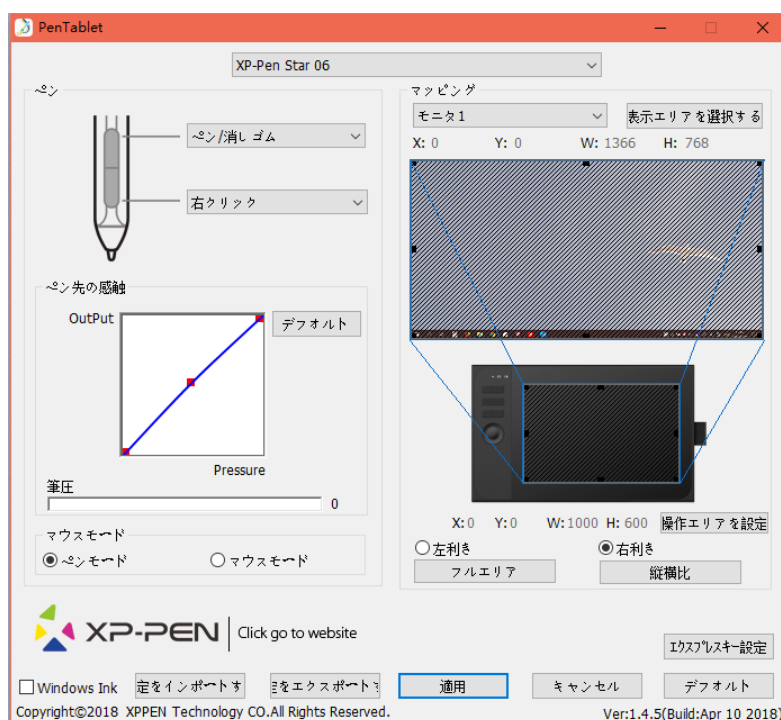 PenTablet
XP-Pen Star 06
ペン
ペン/消しゴム
右クリック
ペン先の感触
OutPut
デフォルト
Pressure
筆圧
0
マウスモード
ペンモード
マウスモード
マッピング
モニタ1
表示エリアを選択する
X: 0 Y: 0 W: 1366 H: 768
X: 0 Y: 0 W: 1000 H: 600 操作エリアを設定
左利き 右利き
フルエリア 縦横比
XP-PEN Click go to website
エクスプレスキー設定
Windows Ink 定をインポートす をエクスポート 適用 キャンセル デフォルト
Copyright©2018 XPPEN Technology CO.All Rights Reserved.
Ver:1.4.5(Build:Apr 10 2018)